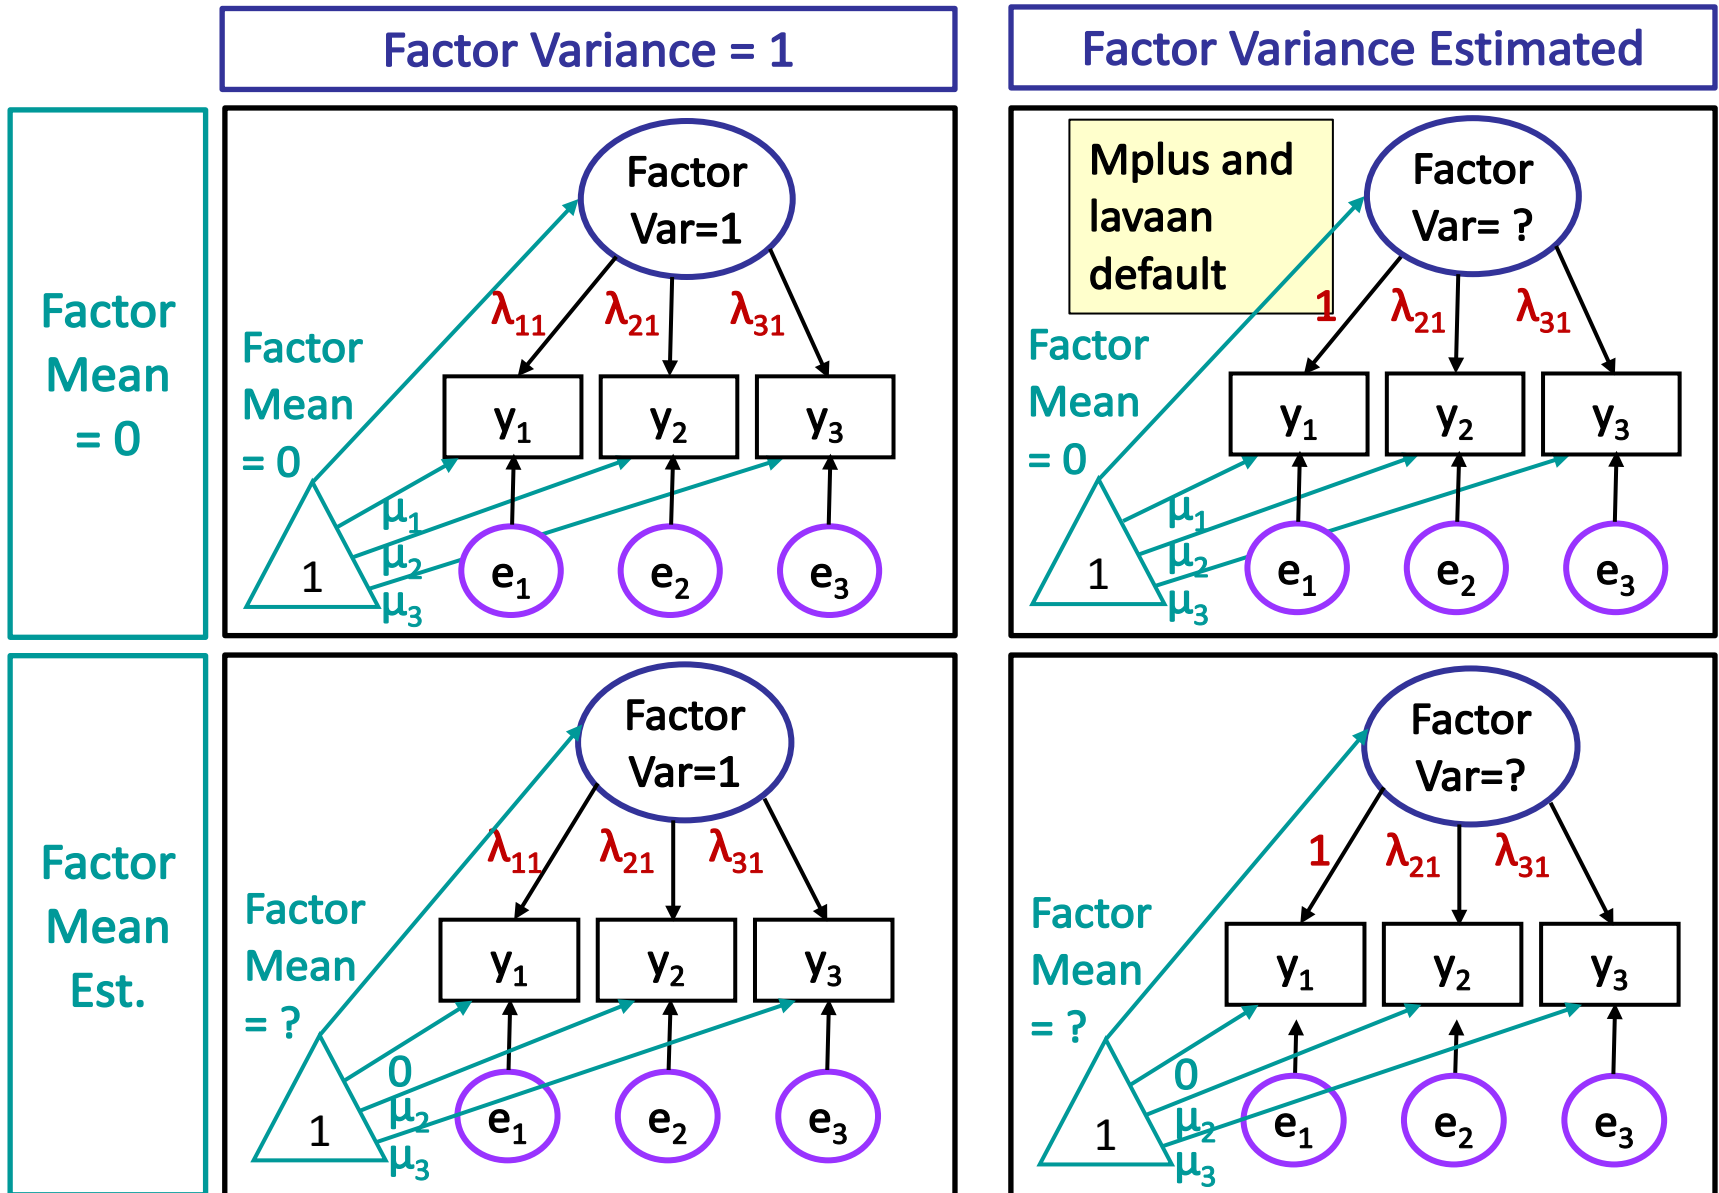 Factor Variance = 1
Factor Variance Estimated
Factor
Mean
= 0
Factor
Var=1
λ11
λ21
λ31
Factor
Mean
= 0
y1
y2
y3
μ1
μ2
μ3
1
e1
e2
e3
Mplus and
lavaan
default
Factor
Var= ?
1
λ21
λ31
Factor
Mean
= 0
y1
y2
y3
μ1
μ2
μ3
1
e1
e2
e3
Factor
Mean
Est.
Factor
Var=1
λ11
λ21
λ31
Factor
Mean
= ?
y1
y2
y3
0
μ2
μ3
1
e1
e2
e3
Factor
Var=?
1
λ21
λ31
Factor
Mean
= ?
y1
y2
y3
0
μ2
μ3
1
e1
e2
e3